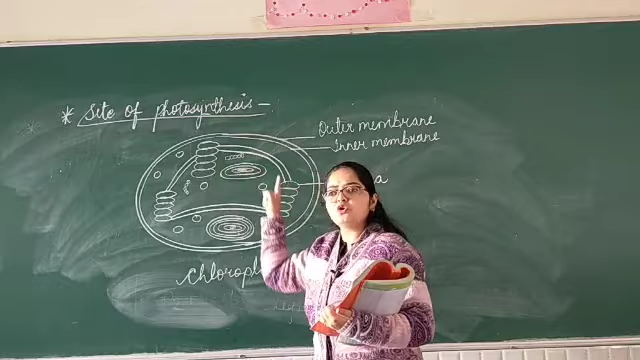 * Site of photosynthesis -
Outer membrane
Inner membrane